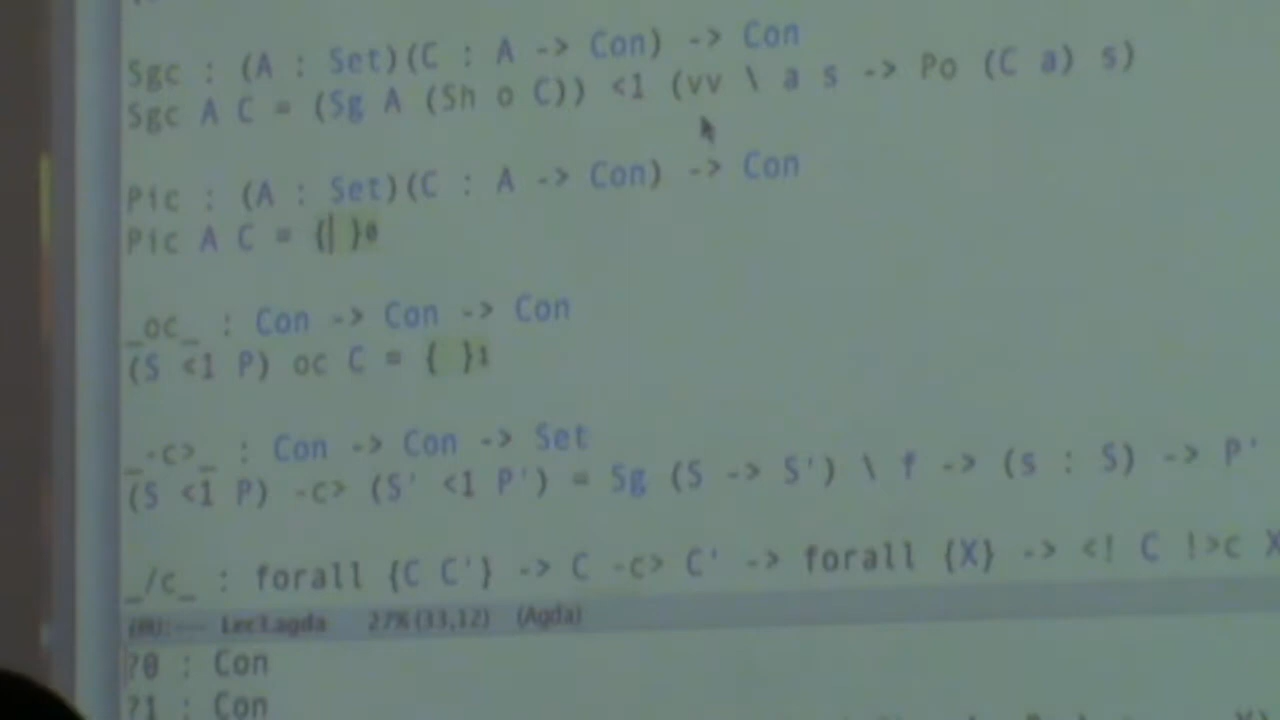 Sgc : (A : Set)(C : A -> Con) -> Con
Sgc A C = (Sg A (Sh o C)) <1 (vv \ a s -> Po (C a) s)
Pic : (A : Set)(C : A -> Con) -> Con
Pic A C = { }0
_oc_ : Con -> Con -> Con
(S <1 P) oc C = { }1
_-c>_ : Con -> Con -> Set
(S <1 P) -c> (S' <1 P') = Sg (S -> S') \ f -> (s : S) -> P'
_/c_ : forall {C C'} -> C -c> C' -> forall {X} -> <! C !>c X
27% (33,12) (Agda)
?0 : Con
?1 : Con